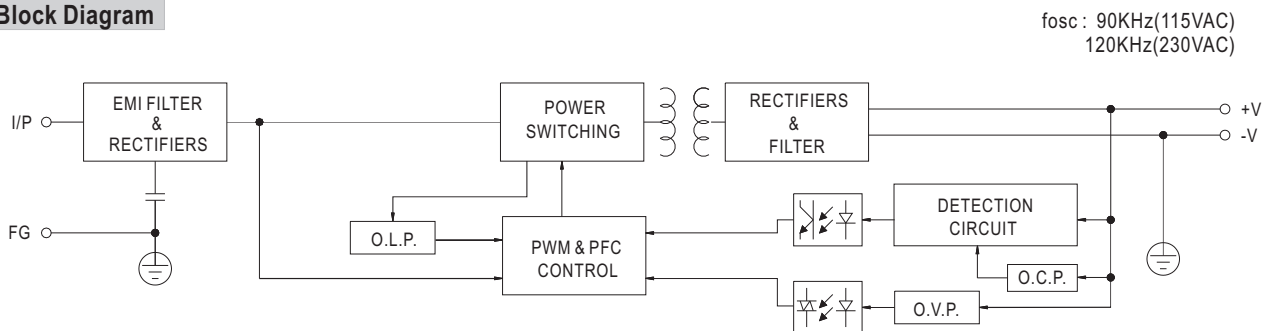 Block Diagram
fosc : 90KHz(115VAC)
120KHz(230VAC)
I/P
EMI FILTER
&
RECTIFIERS
POWER
SWITCHING
RECTIFIERS
&
FILTER
+V
-V
FG
O.L.P.
PWM & PFC
CONTROL
DETECTION
CIRCUIT
O.C.P.
O.V.P.